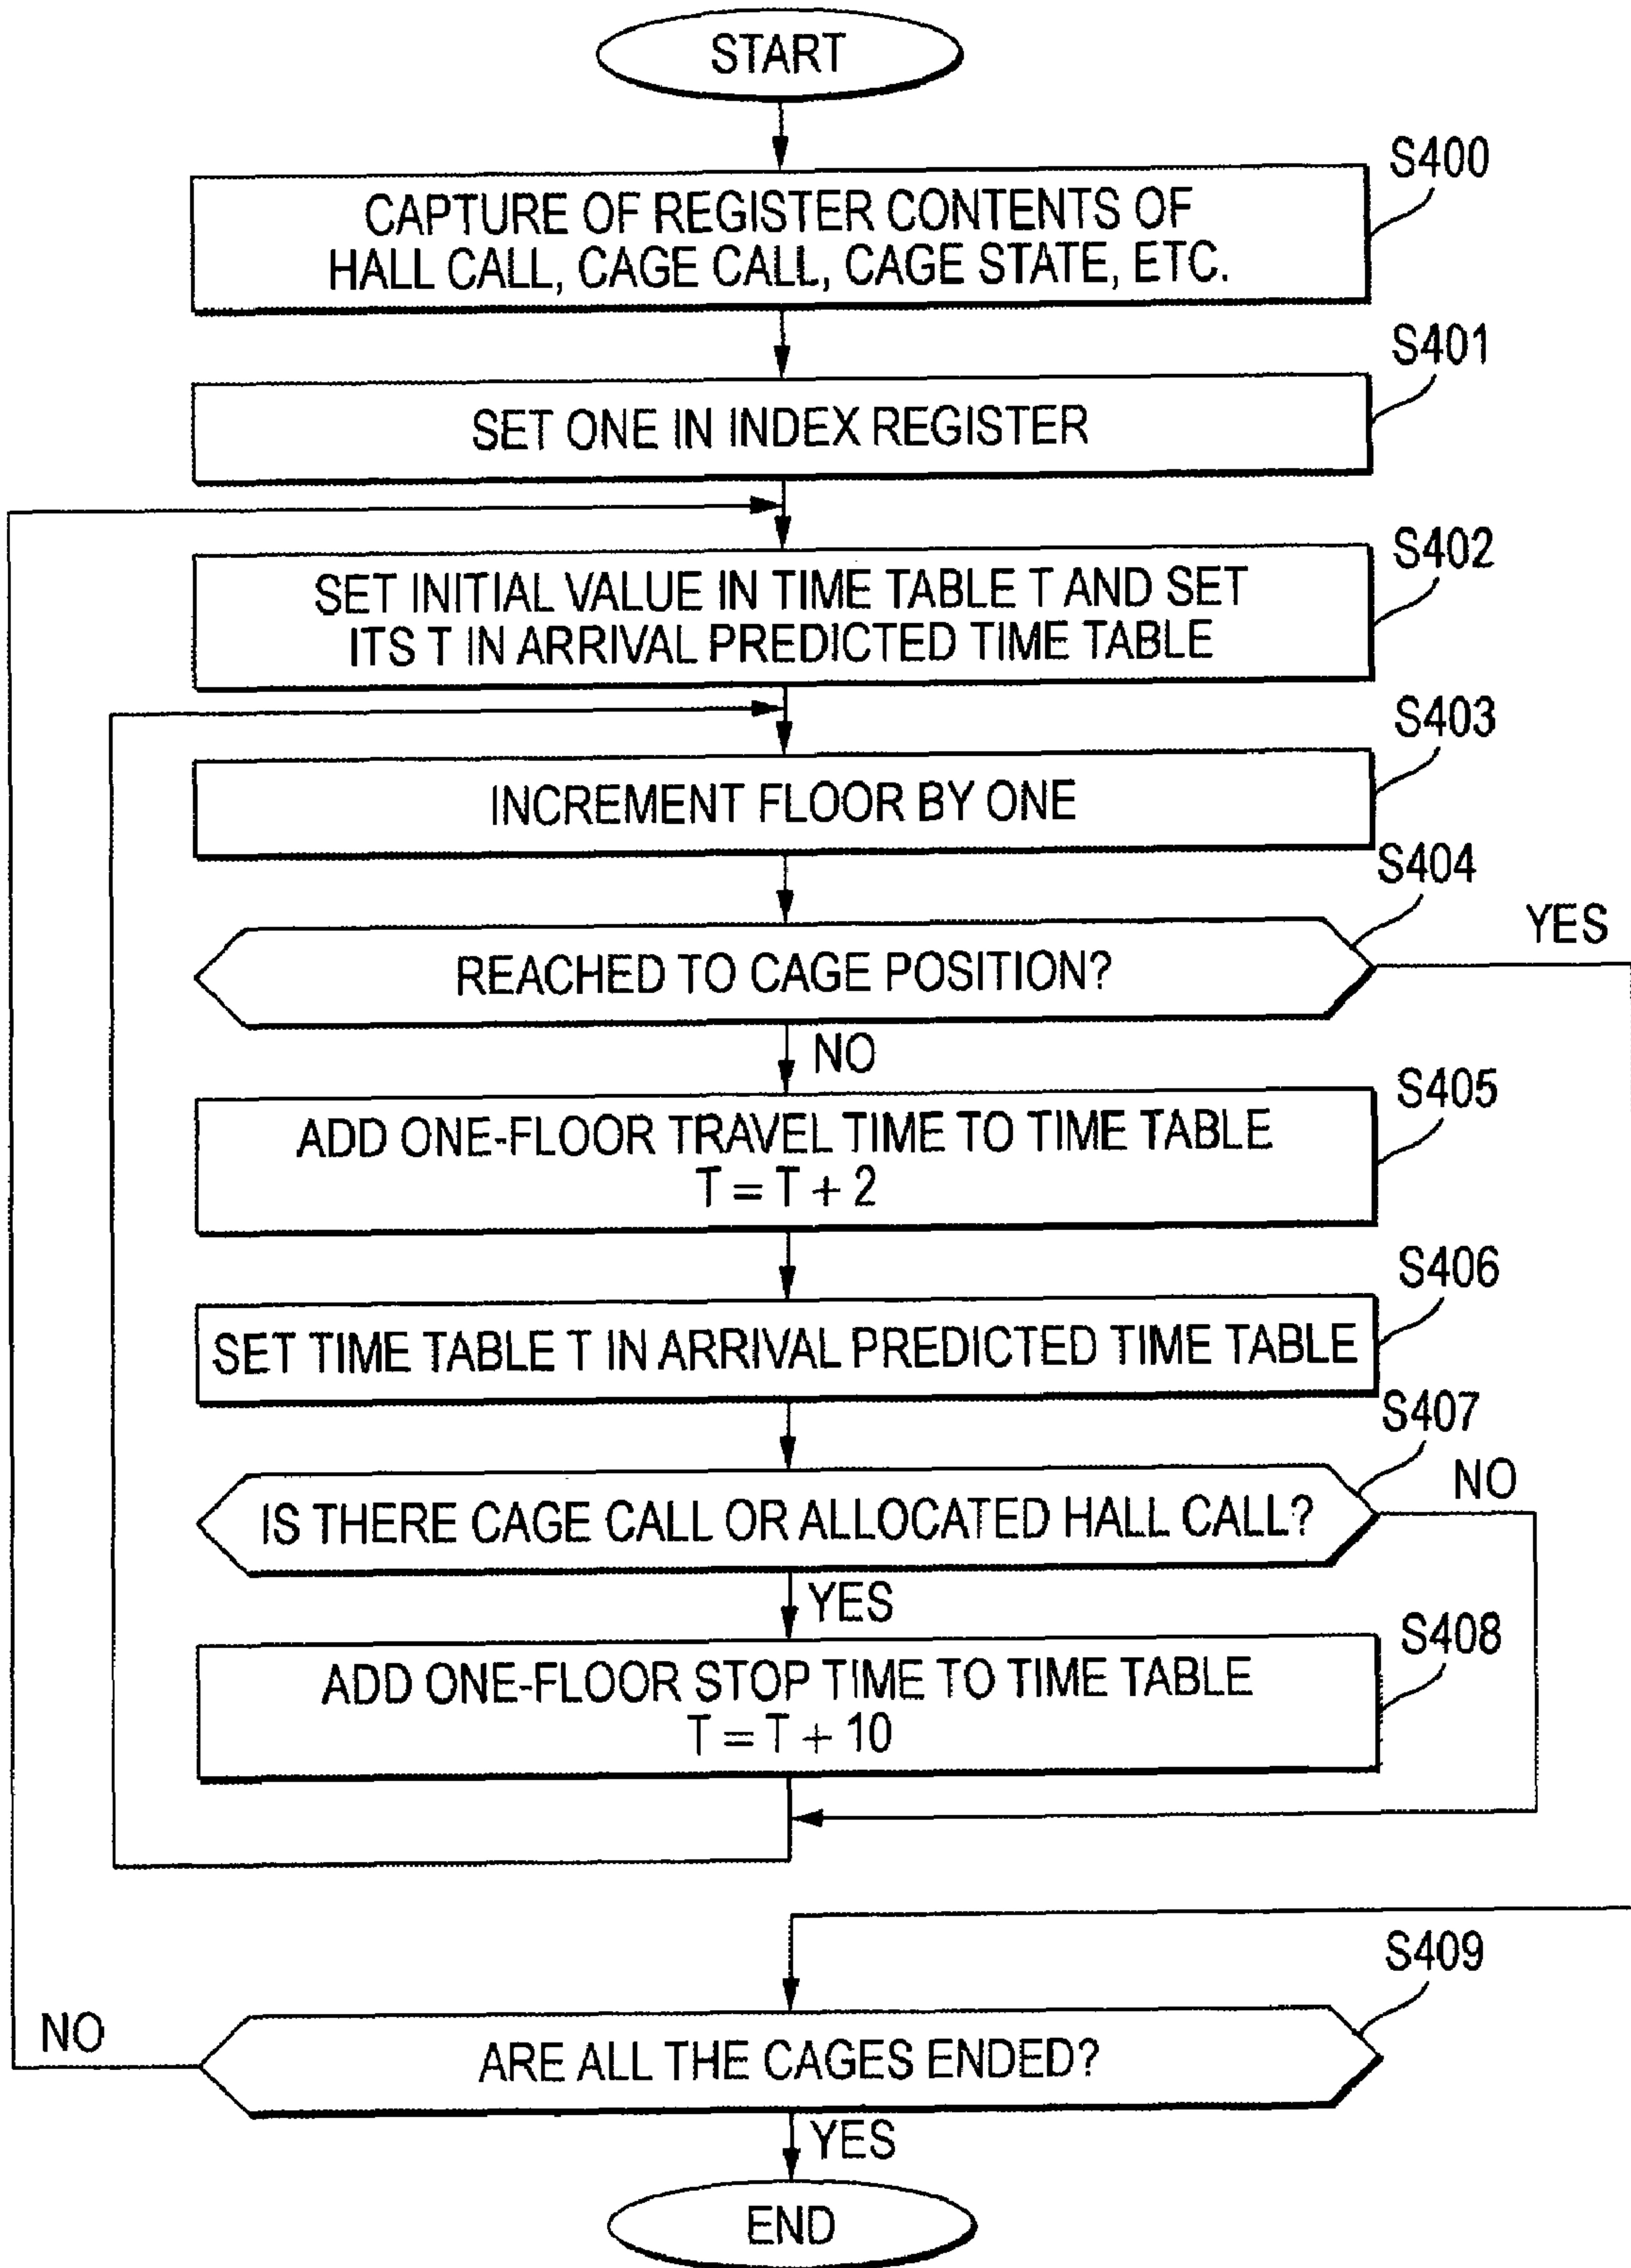 START
S400
CAPTURE OF REGISTER CONTENTS OF
HALL CALL, CAGE CALL, CAGE STATE, ETC.
S401
SET ONE IN INDEX REGISTER
S402
SET INITIAL VALUE IN TIME TABLE T AND SET
ITS T IN ARRIVAL PREDICTED TIME TABLE
S403
INCREMENT FLOOR BY ONE
S404
YES
REACHED TO CAGE POSITION?
NO
S405
ADD ONE-FLOOR TRAVEL TIME TO TIME TABLE
T = T + 2
S406
SET TIME TABLE T IN ARRIVAL PREDICTED TIME TABLE
S407
NO
IS THERE CAGE CALL OR ALLOCATED HALL CALL?
YES
S408
ADD ONE-FLOOR STOP TIME TO TIME TABLE
T = T + 10
S409
NO
ARE ALL THE CAGES ENDED?
YES
END